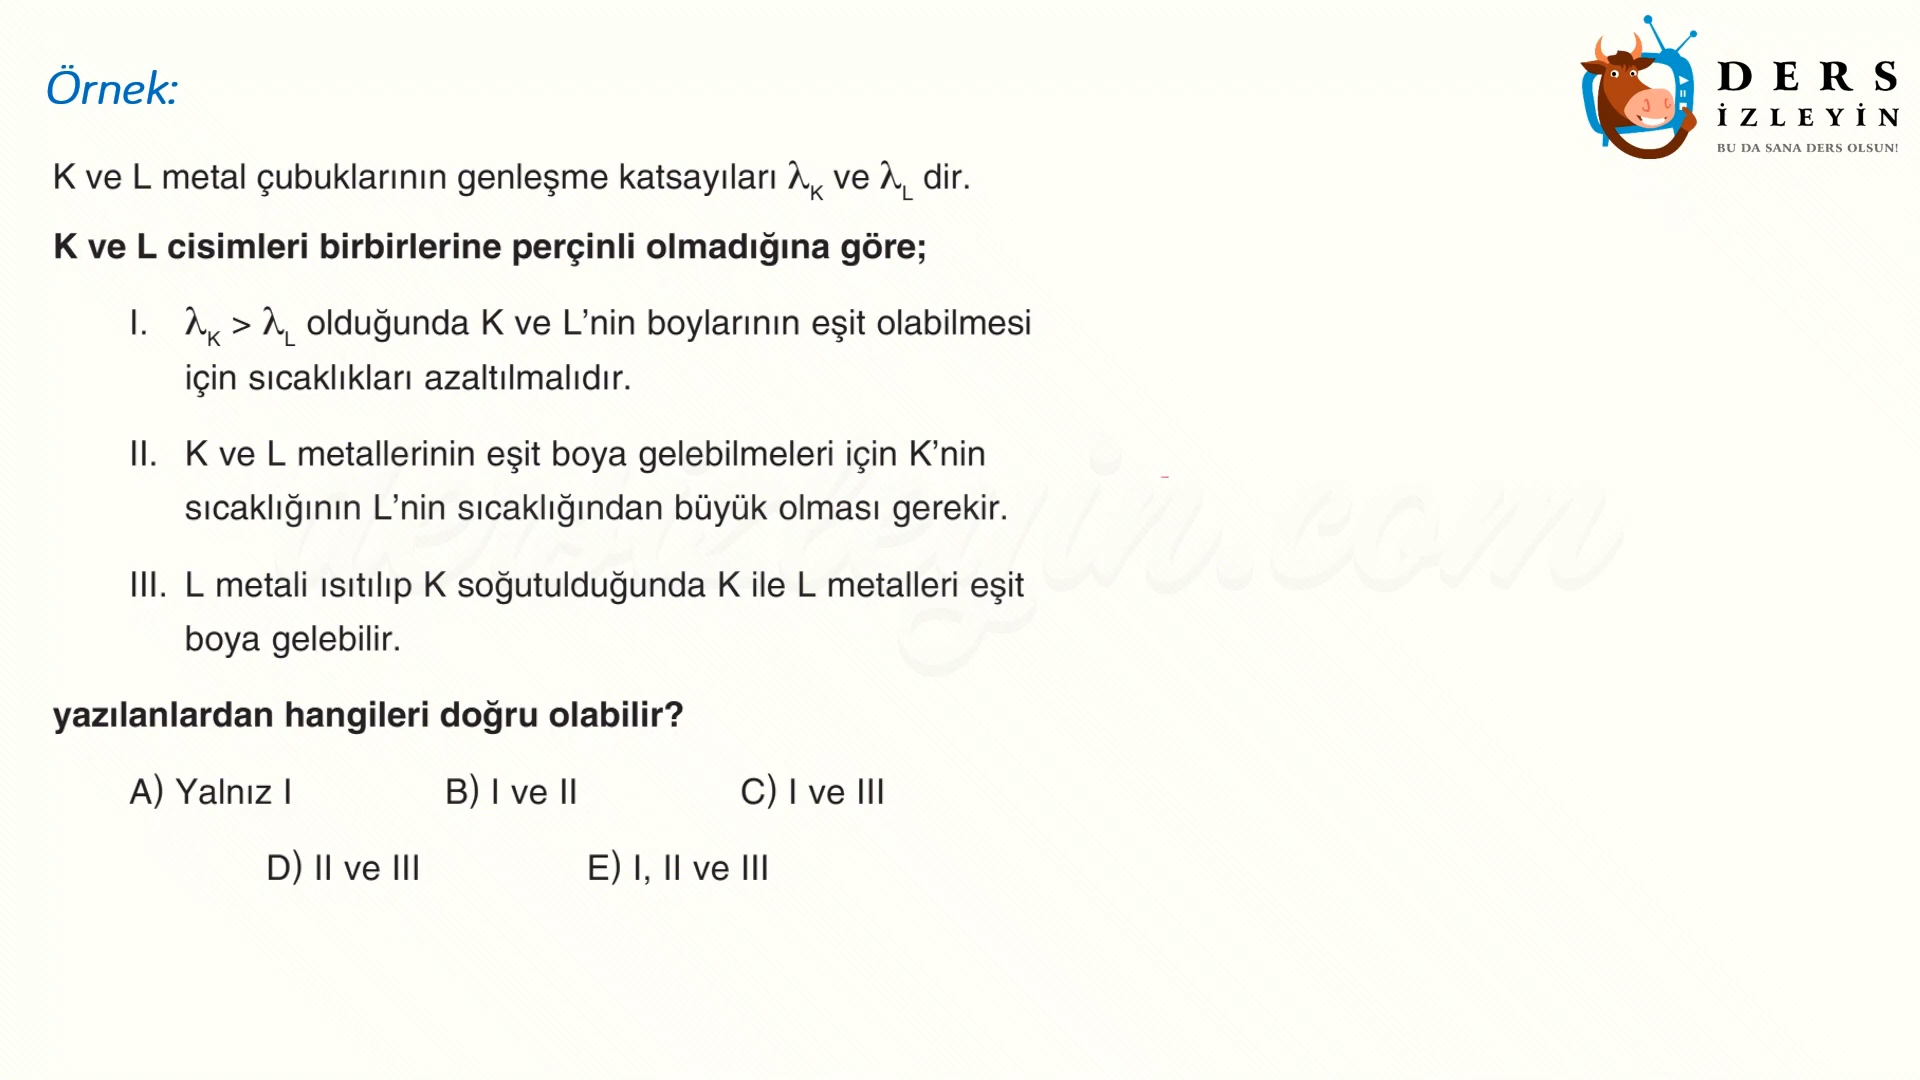 Örnek:
DERS
İZLEYİN
BU DA SANA DERS OLSUN!
K ve L metal çubuklarının genleşme katsayıları λK ve λL dir.
K ve L cisimleri birbirlerine perçinli olmadığına göre;
I. λK > λL olduğunda K ve L’nin boylarının eşit olabilmesi
için sıcaklıkları azaltılmalıdır.
II. K ve L metallerinin eşit boya gelebilmeleri için K’nin
sıcaklığının L’nin sıcaklığından büyük olması gerekir.
III. L metali ısıtılıp K soğutulduğunda K ile L metalleri eşit
boya gelebilir.
dersizleyin.com
yazılanlardan hangileri doğru olabilir?
A) Yalnız I B) I ve II C) I ve III
D) II ve III E) I, II ve III